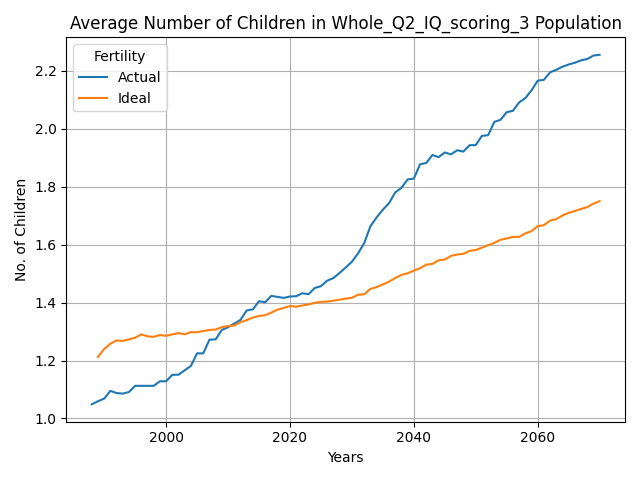 Average Number of Children in Whole_Q2_IQ_scoring_3 Population
Fertility
Actual
Ideal
No. of Children
2.2
2.0
1.8
1.6
1.4
1.2
1.0
2000
2020
2040
2060
Years